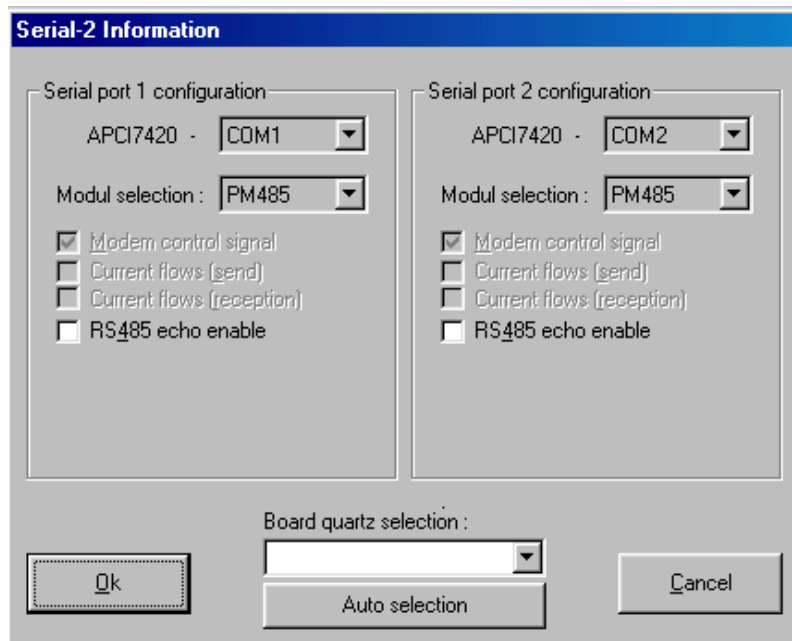 Serial-2 Information
Serial port 1 configuration
APCI7420 - COM1
Modul selection : PM485
Modem control signal
Current flows (send)
Current flows (reception)
RS485 echo enable
Serial port 2 configuration
APCI7420 - COM2
Modul selection : PM485
Modem control signal
Current flows (send)
Current flows (reception)
RS485 echo enable
Board quartz selection :
Ok
Auto selection
Cancel